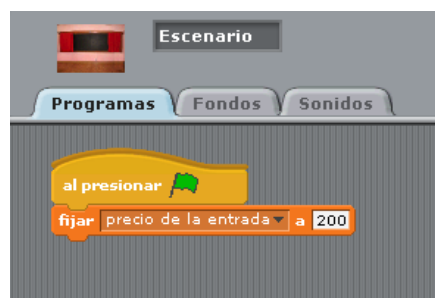 Escenario
Programas Fondos Sonidos
al presionar
fijar precio de la entrada a 200